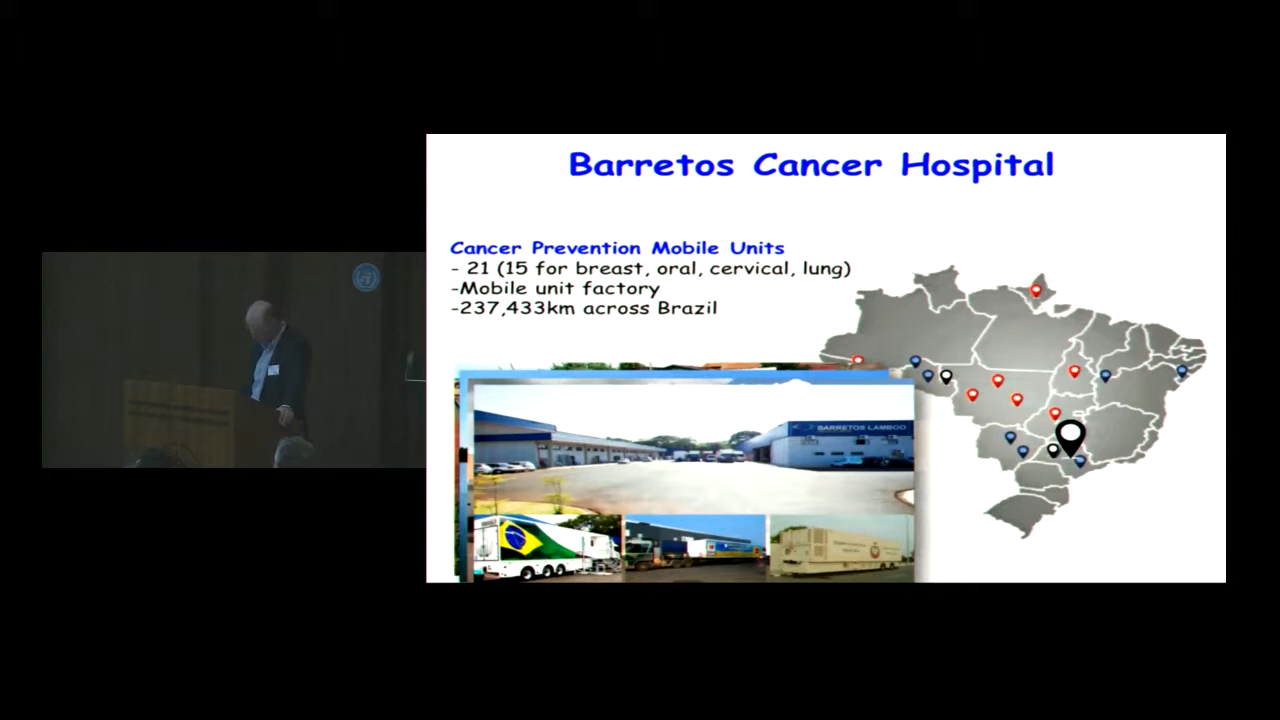 Barretos Cancer Hospital
Cancer Prevention Mobile Units
- 21 (15 for breast, oral, cervical, lung)
-Mobile unit factory
-237,433km across Brazil
BARRETOS LAMBOO